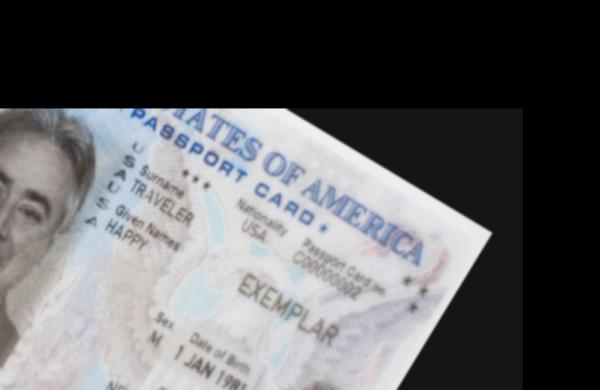 TATES OF AMERICA
PASSPORT CARD
USA
USA
Surname
TRAVELER
Given Names
HAPPY
Nationality
USA
Passport Card no.
C00000002
EXEMPLAR
Sex
M
Date of Birth
1 JAN 1981